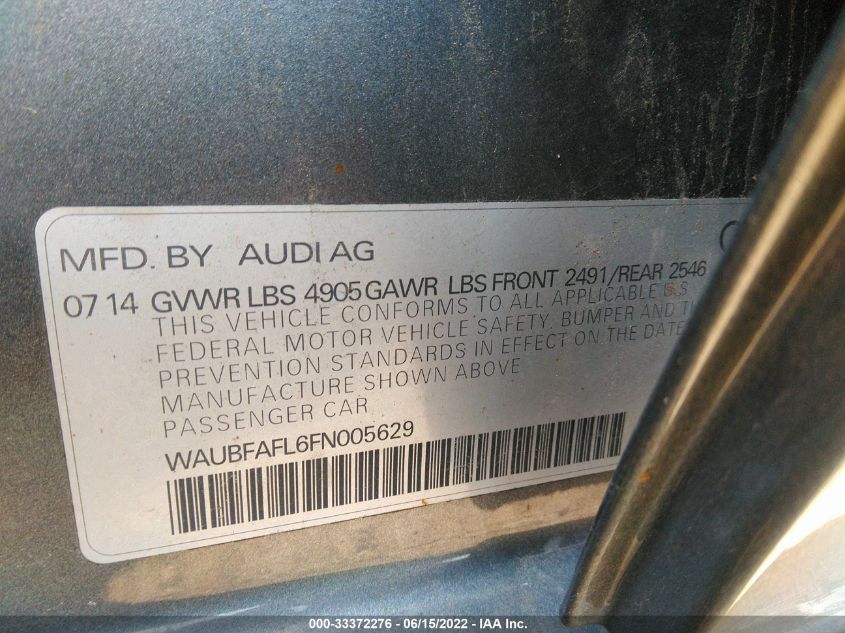 MFD. BY AUDI AG
07 14 GVWR LBS 4905 GAWR LBS FRONT 2491/REAR 2546
THIS VEHICLE CONFORMS TO ALL APPLICABLE U.S
FEDERAL MOTOR VEHICLE SAFETY. BUMPER AND
PREVENTION STANDARDS IN EFFECT ON THE DATE
MANUFACTURE SHOWN ABOVE
PASSENGER CAR
WAUBFAFL6FN005629
000-33372276 - 06/15/2022 - IAA Inc.